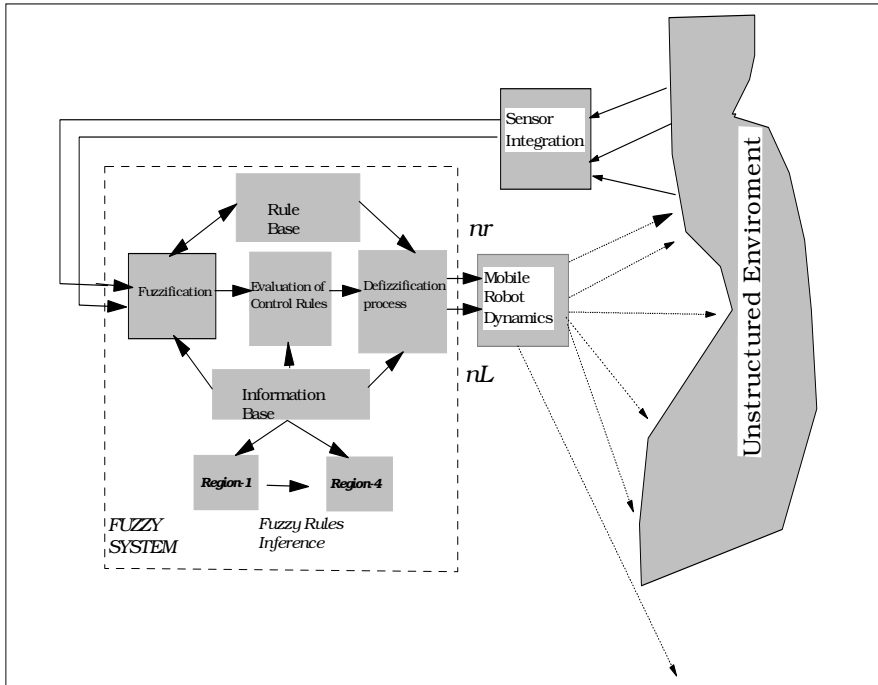 Sensor
Integration
Unstructured Enviroment
Rule
Base
nr
Fuzzification
Evaluation of
Control Rules
Defizzification
process
Mobile
Robot
Dynamics
nL
Information
Base
Region-1
Region-4
FUZZY
SYSTEM
Fuzzy Rules
Inference